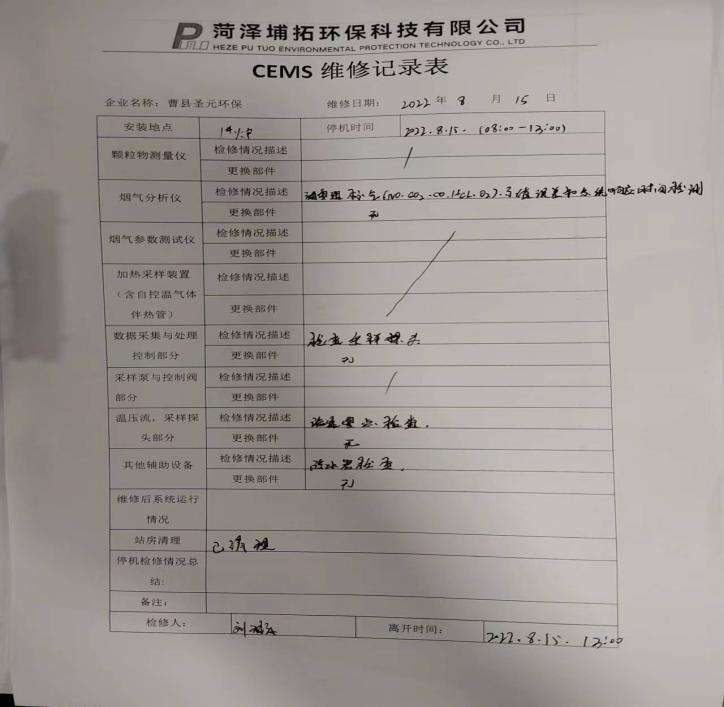 菏泽埔拓环保科技有限公司
HEZE PU TUO ENVIRONMENTAL PROTECTION TECHNOLOGY CO., LTD
CEMS 维修记录表
企业名称: 曹县圣元环保 维修日期: 2022 年 8 月 15 日
安装地点 1#炉 停机时间 2022.8.15. (08:00-12:00)
颗粒物测量仪 检修情况描述 /
更换部件
烟气分析仪 检修情况描述 标气(NO.CO2.CO.HCL.O2).示值误差和系统响应时间检测
更换部件 无
烟气参数测试仪 检修情况描述
更换部件
加热采样装置（含自控温气体伴热管） 检修情况描述 /
更换部件
数据采集与处理控制部分 检修情况描述 检查采样探头
更换部件 无
采样泵与控制阀部分 检修情况描述 /
更换部件
温压流，采样探头部分 检修情况描述 检查.
更换部件 无
其他辅助设备 检修情况描述 检查.
更换部件 无
维修后系统运行情况
站房清理 已清理
停机检修情况总结:
备注:
检修人: 刘 离开时间: 2022.8.15. 12:00